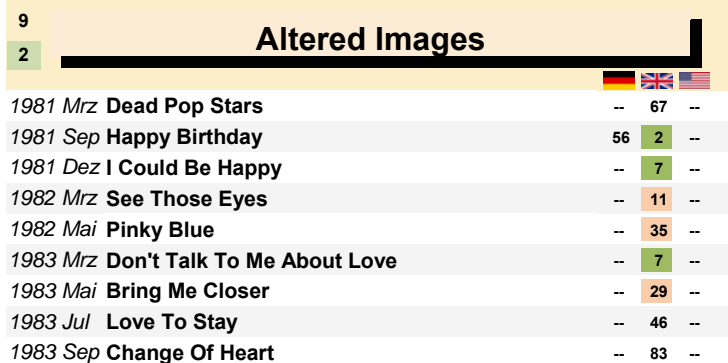 9
Altered Images
2
1981 Mrz Dead Pop Stars -- 67 --
1981 Sep Happy Birthday 56 2 --
1981 Dez I Could Be Happy -- 7 --
1982 Mrz See Those Eyes -- 11 --
1982 Mai Pinky Blue -- 35 --
1983 Mrz Don't Talk To Me About Love -- 7 --
1983 Mai Bring Me Closer -- 29 --
1983 Jul Love To Stay -- 46 --
1983 Sep Change Of Heart -- 83 --